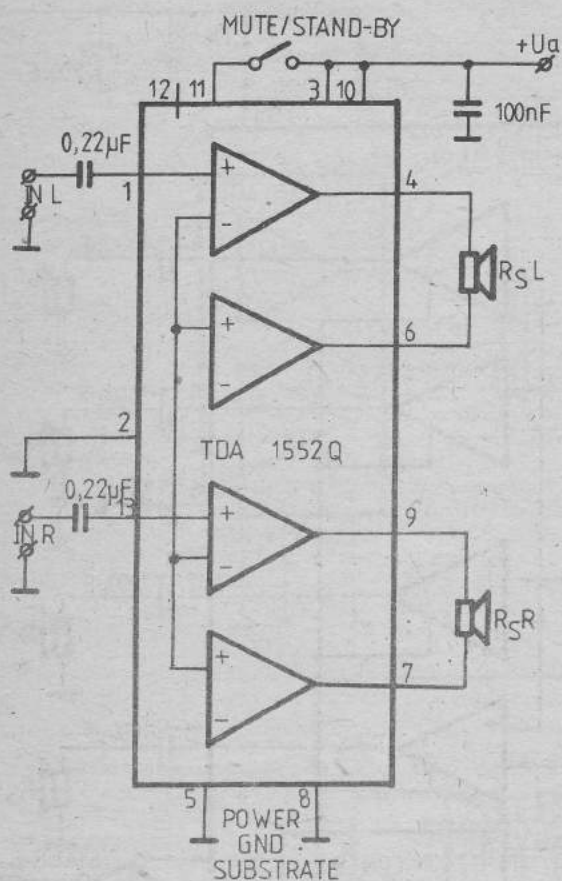 MUTE/STAND-BY
+Ua
12 11 3 10
100nF
0,22µF
IN L
1
+
-
4
RSL
+
-
6
2
TDA 1552Q
0,22µF
13
IN R
+
-
9
RSR
+
-
7
5 8
POWER
GND
SUBSTRATE